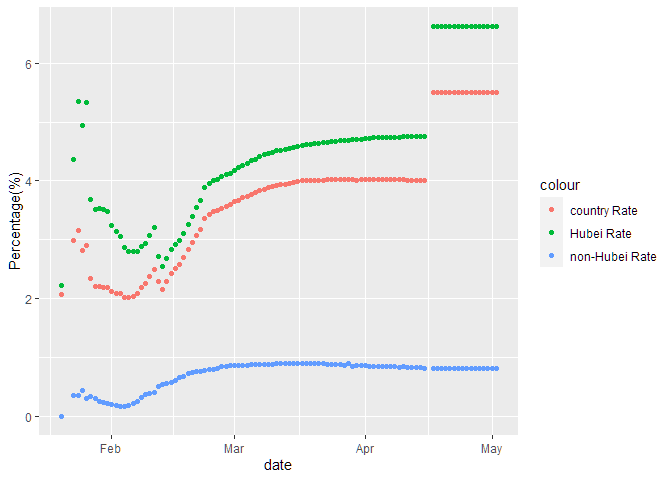 6
4
2
0
Percentage(%)
Feb
Mar
Apr
May
date
colour
country Rate
Hubei Rate
non-Hubei Rate